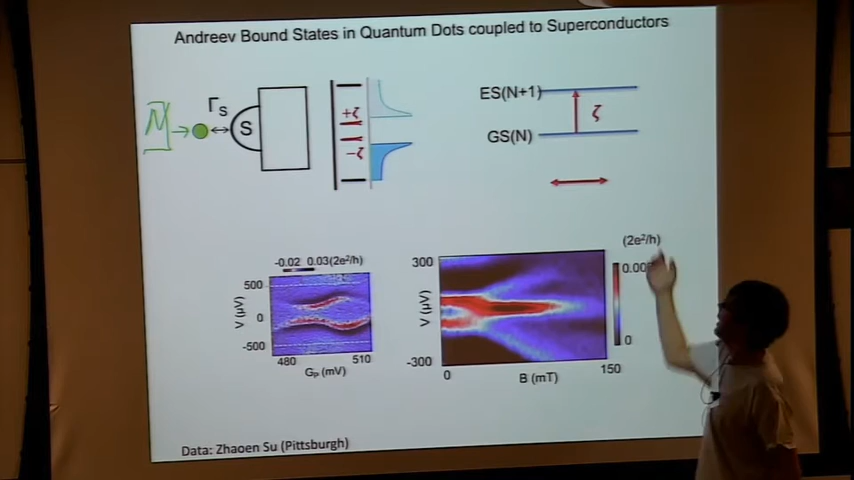 Andreev Bound States in Quantum Dots coupled to Superconductors
N
Γs
S
+ζ
-ζ
ES(N+1)
GS(N)
ζ
-0.02 0.03(2e²/h)
500
0
-500
V (μV)
480 510
G_P (mV)
(2e²/h)
300
-300
V (μV)
0 150
B (mT)
0.00
0
Data: Zhaoen Su (Pittsburgh)